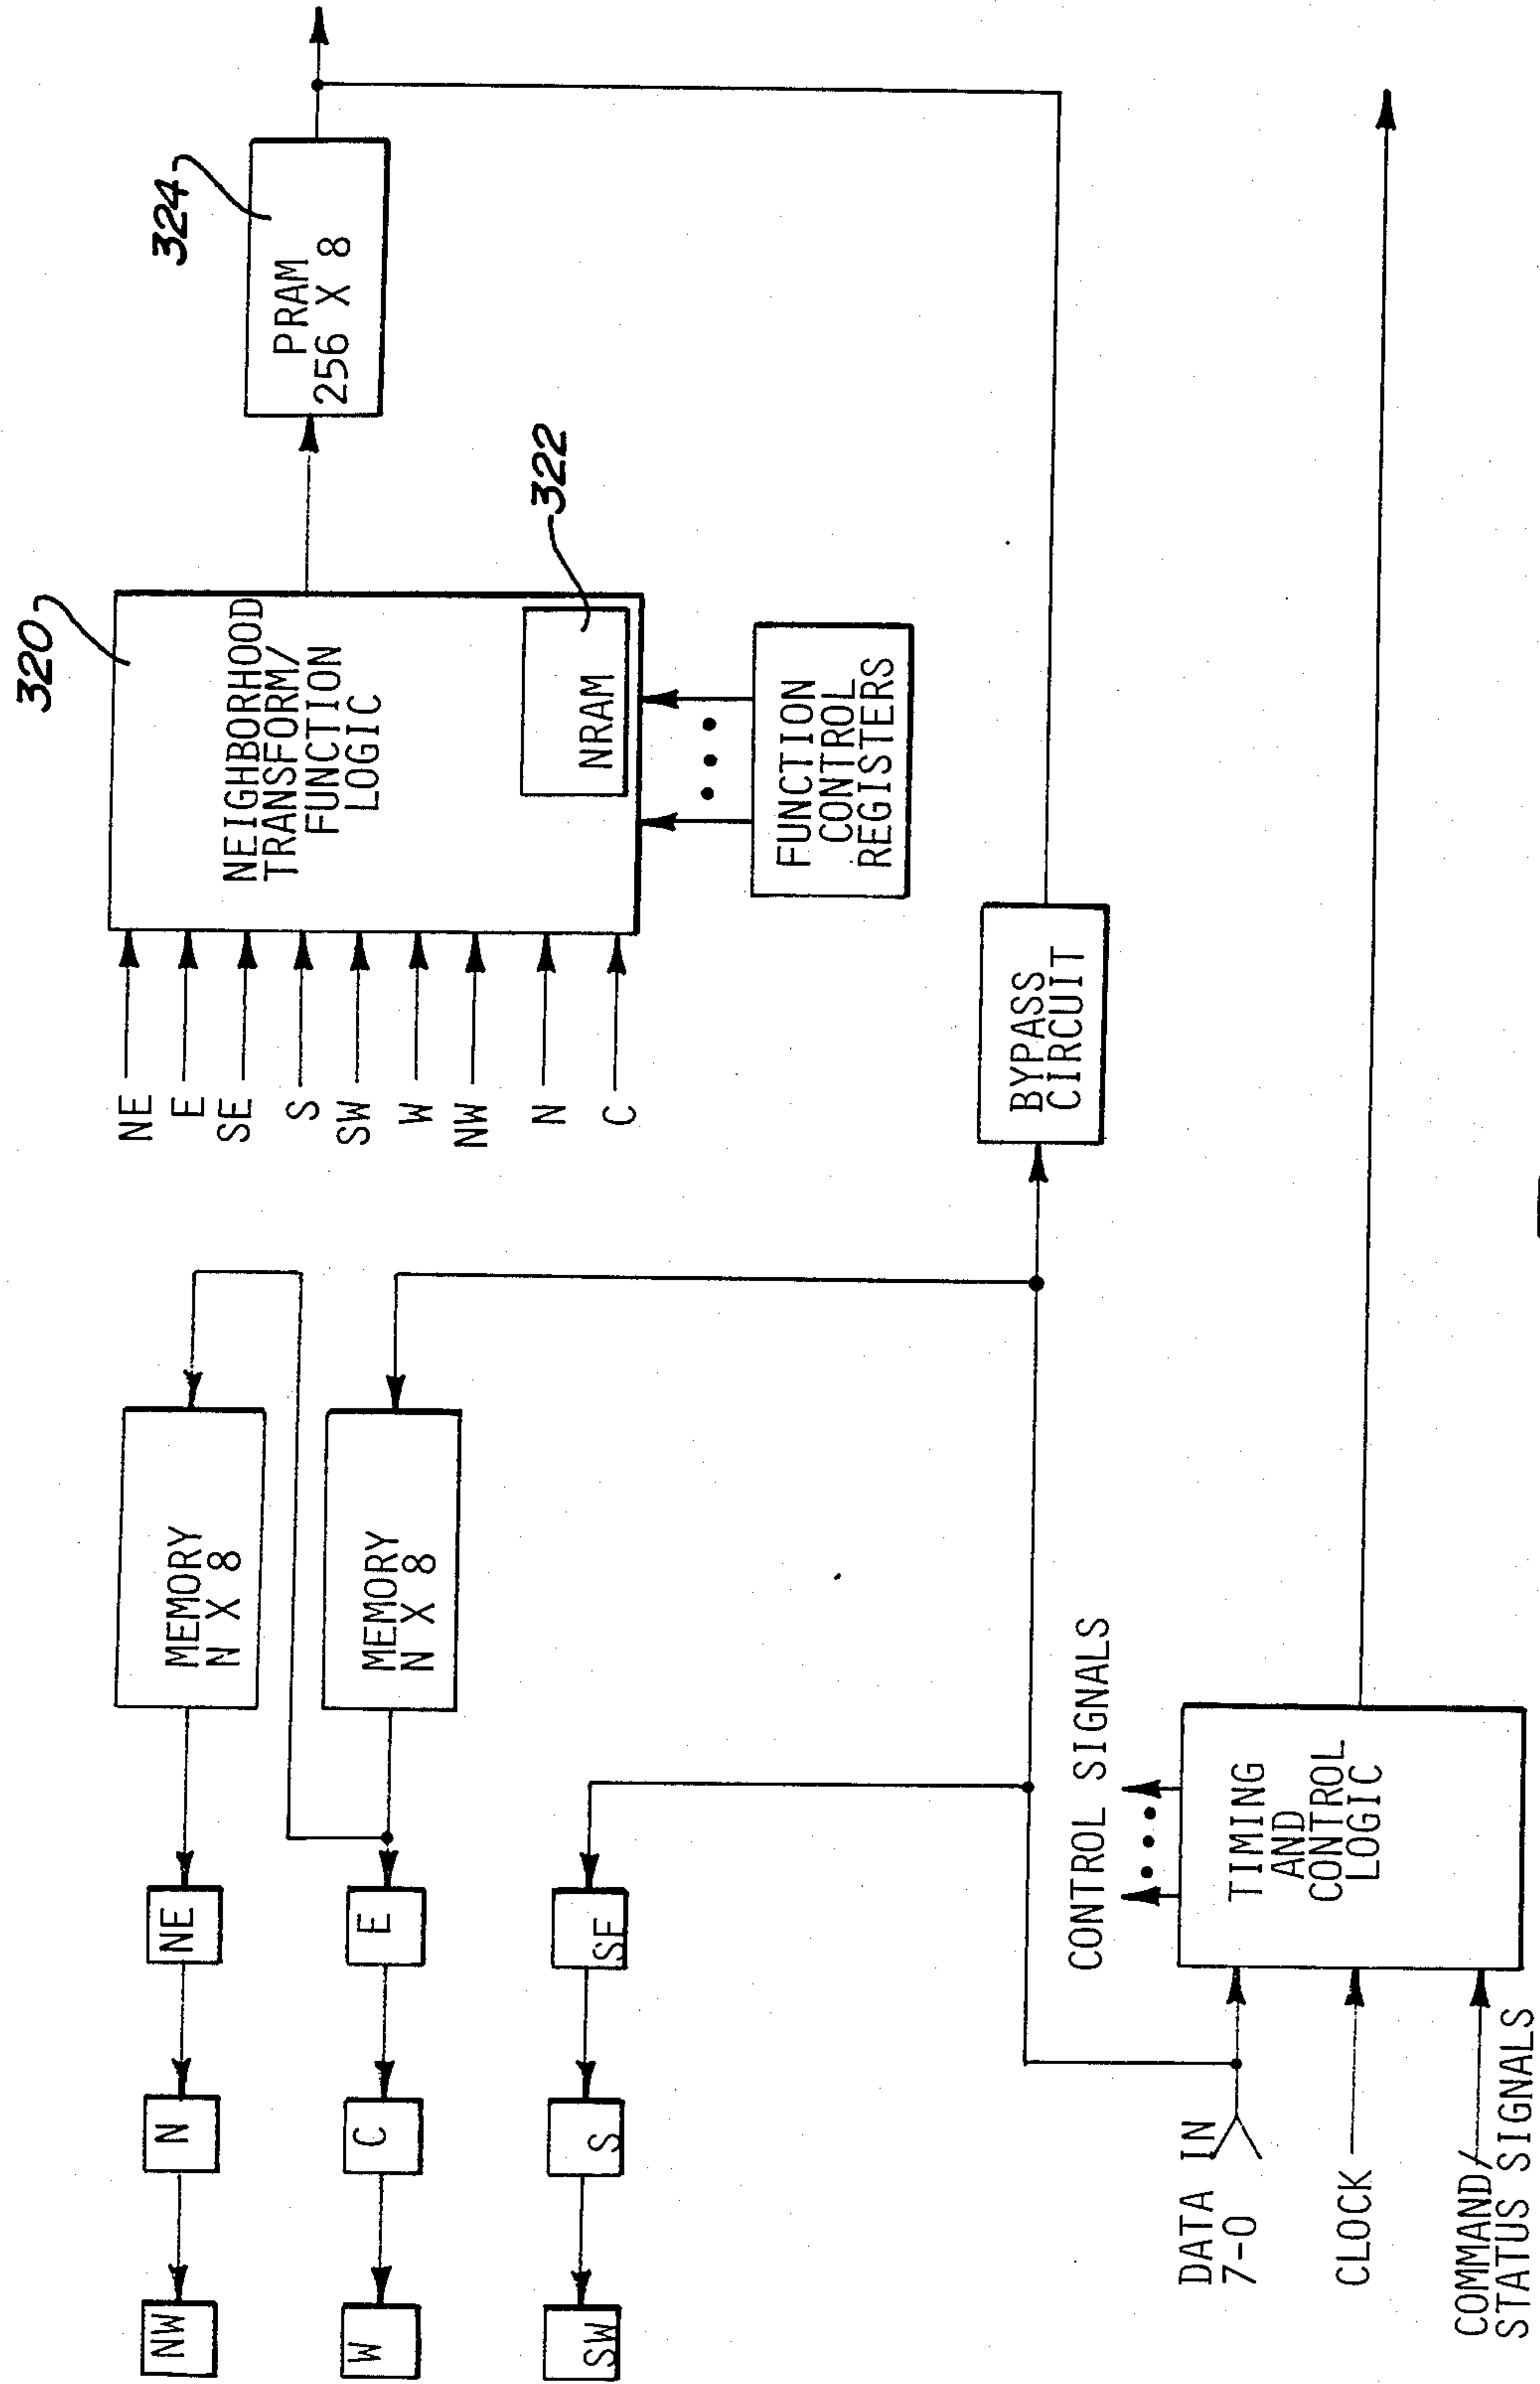 NW
N
NE
MEMORY
N X 8
W
C
E
MEMORY
N X 8
SW
S
SE
NE
E
SE
S
SW
W
NW
N
C
320
NEIGHBORHOOD
TRANSFORM/
FUNCTION
LOGIC
NRAM
322
324
PRAM
256 X 8
FUNCTION
CONTROL
REGISTERS
BYPASS
CIRCUIT
CONTROL SIGNALS
DATA IN
7-0
CLOCK
COMMAND/
STATUS SIGNALS
TIMING
AND
CONTROL
LOGIC